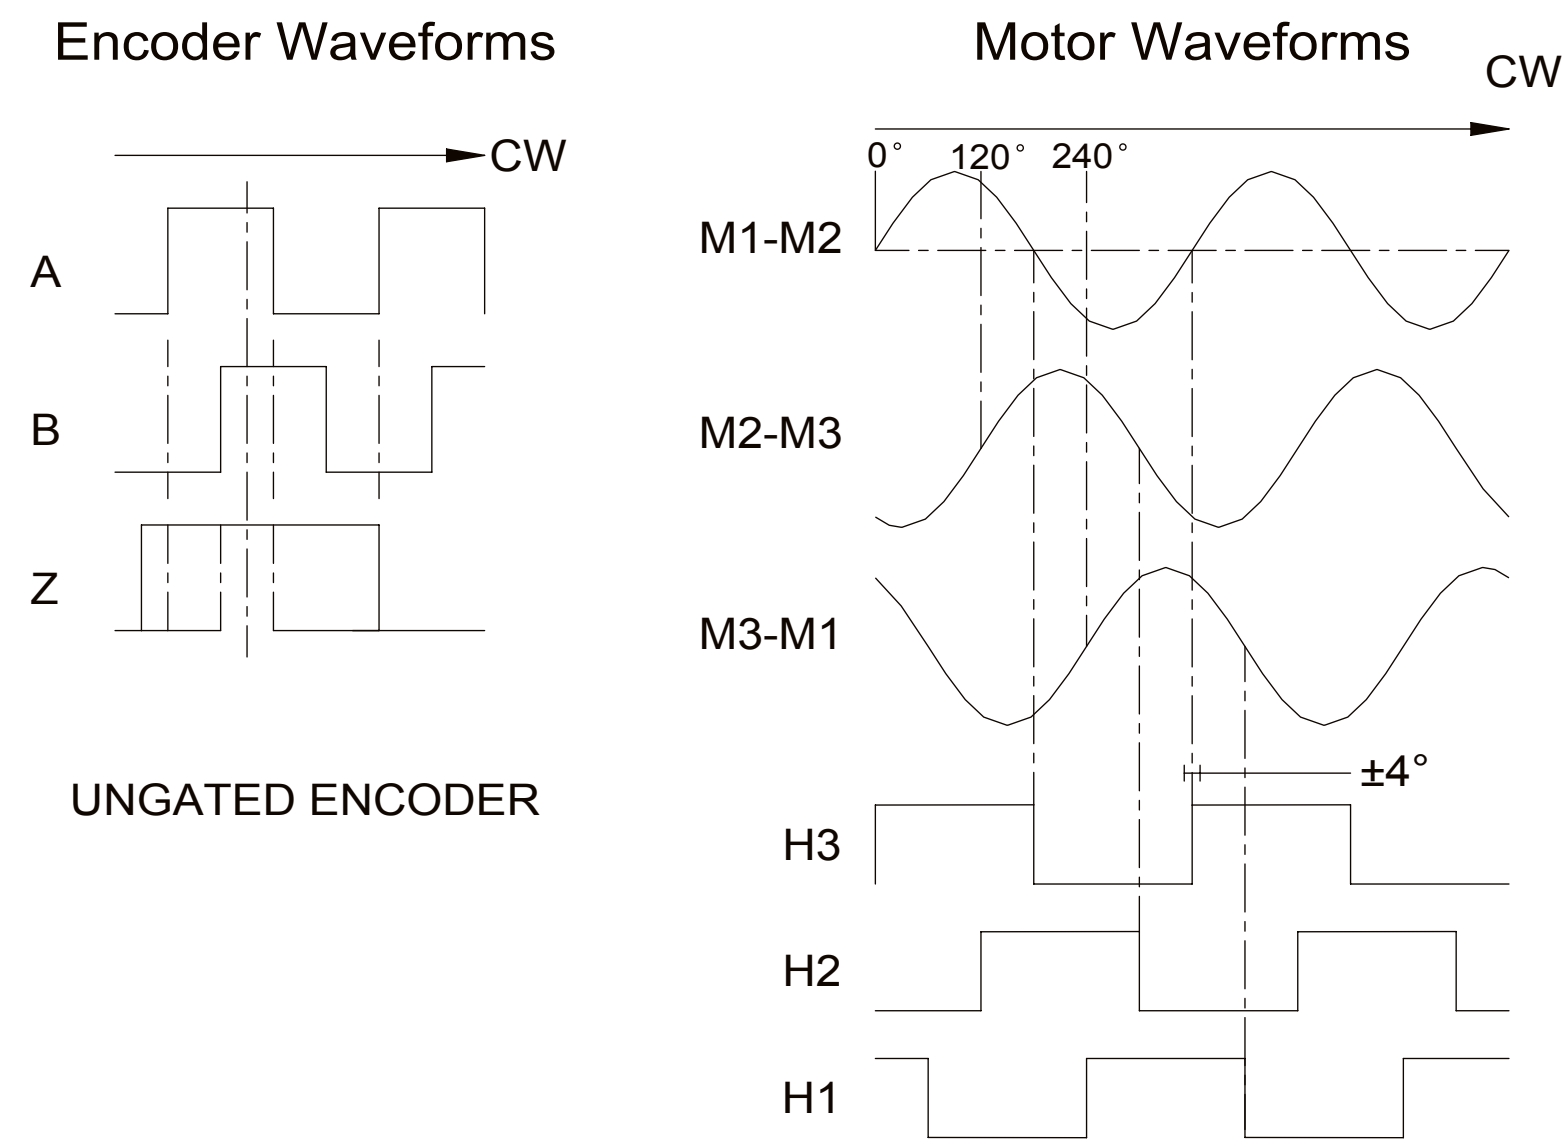 Encoder Waveforms
CW
A
B
Z
UNGATED ENCODER
Motor Waveforms
CW
0° 120° 240°
M1-M2
M2-M3
M3-M1
±4°
H3
H2
H1